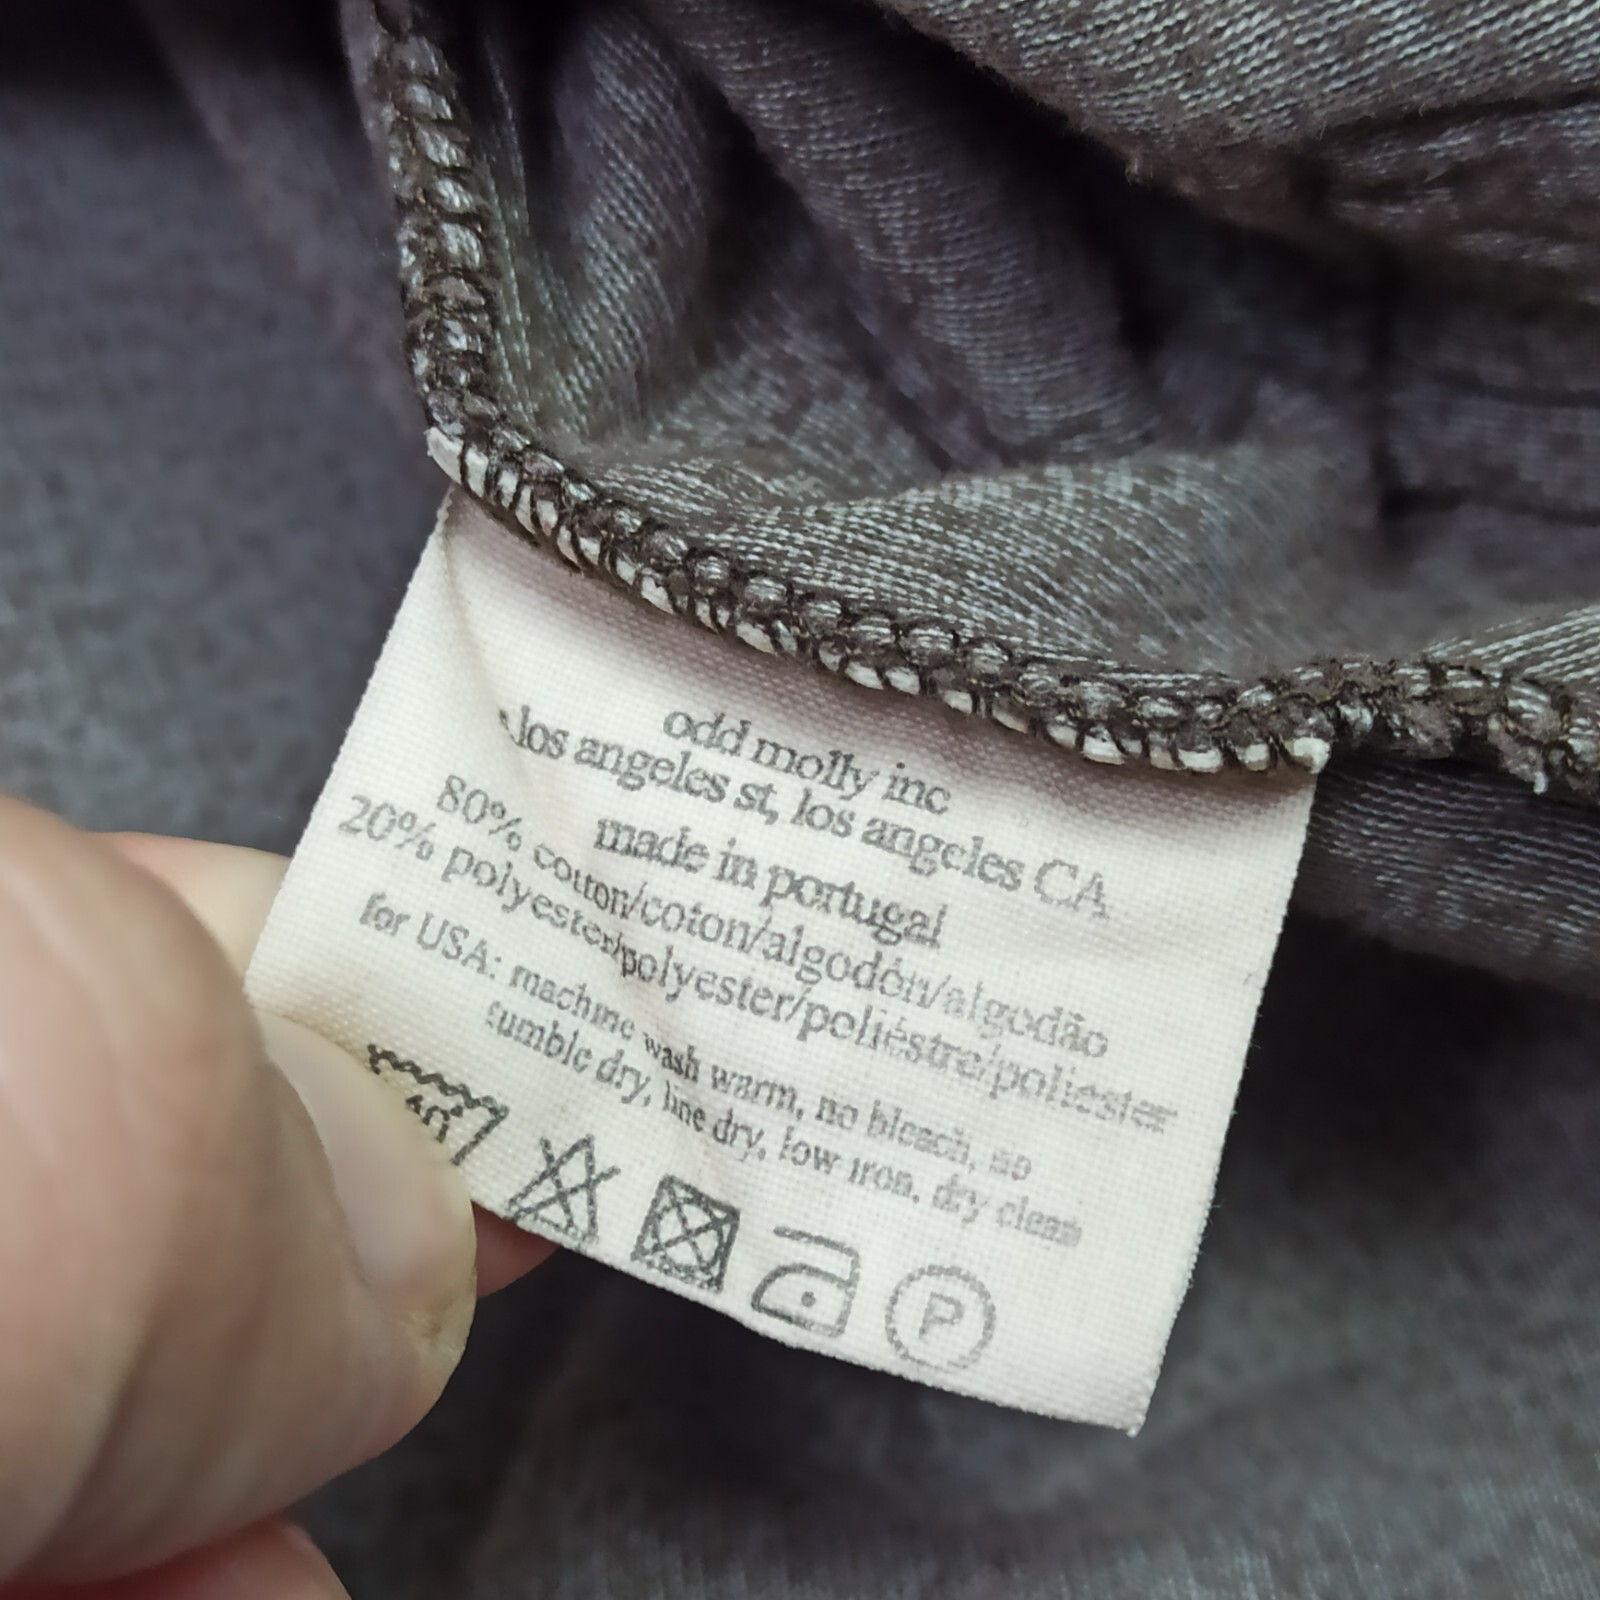 odd molly inc
los angeles st, los angeles CA
made in portugal
80% cotton/coton/algodón/algodão
20% polyester/polyester/poliéstre/poliester
for USA: machine wash warm, no bleach, no
tumble dry, line dry, low iron, dry clean
40°
P